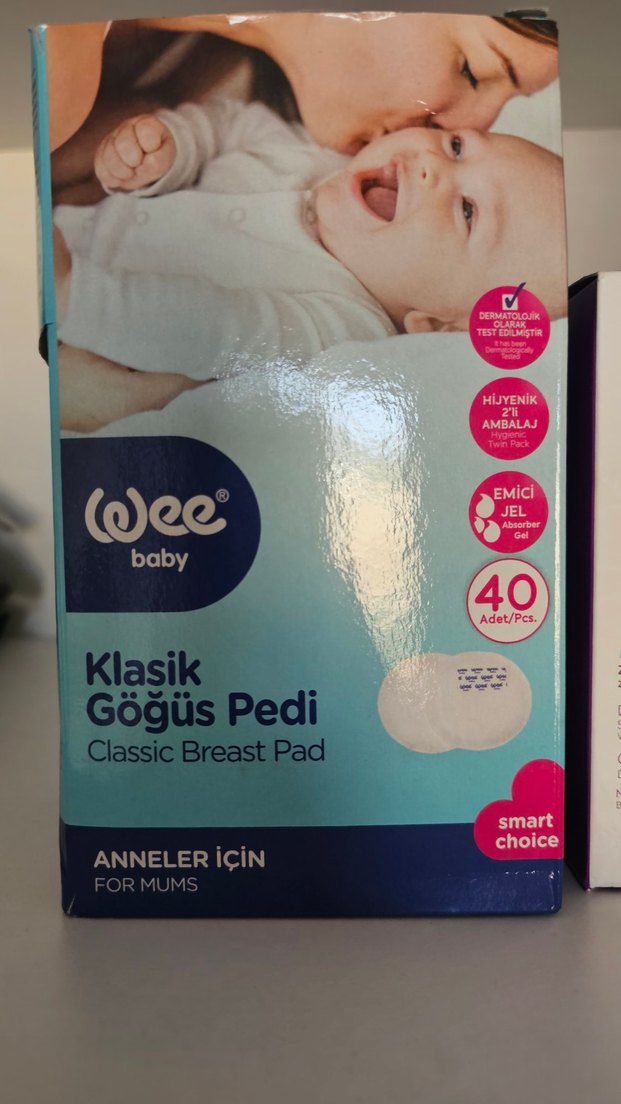 DERMATOLOJİK
OLARAK
TEST EDİLMİŞTİR
It has been
Dermatologically
Tested
HİJYENİK
2'li
AMBALAJ
Hygienic
Twin Pack
EMİCİ
JEL
Absorber
Gel
40
Adet/Pcs.
wee®
baby
Klasik
Göğüs Pedi
Classic Breast Pad
smart
choice
ANNELER İÇİN
FOR MUMS